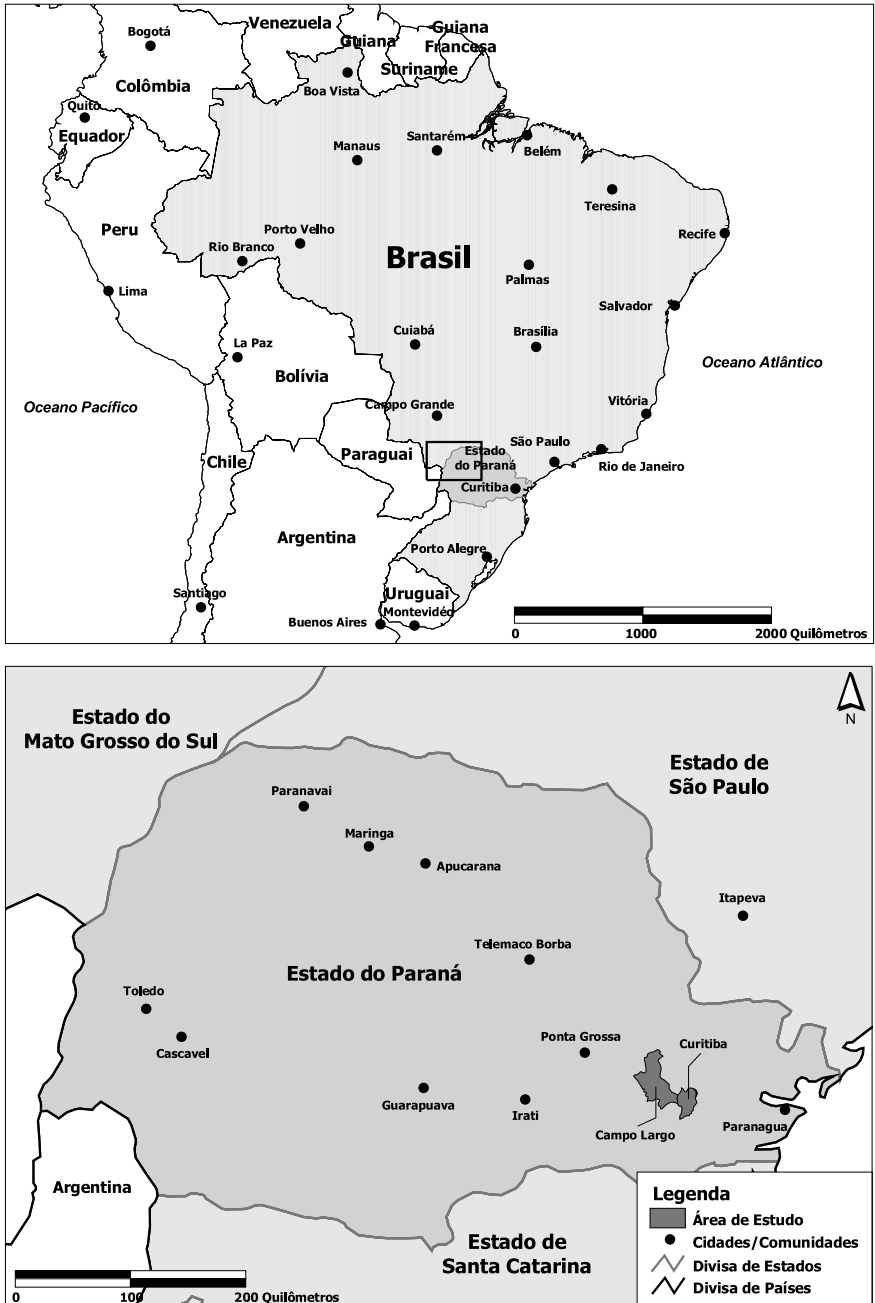 Venezuela
Guiana
Bogotá
Guiana
Francesa
Suriname
Colômbia
Boa Vista
Quito
Equador
Manaus
Santarém
Belém
Teresina
Peru
Porto Velho
Recife
Rio Branco
Brasil
Palmas
Lima
Salvador
Cuiabá
Brasília
La Paz
Oceano Atlântico
Bolívia
Oceano Pacífico
Campo Grande
Vitória
São Paulo
Paraguai
Estado
do Paraná
Chile
Rio de Janeiro
Curitiba
Argentina
Porto Alegre
Santiago
Uruguai
Montevidéo
Buenos Aires
0 1000 2000 Quilômetros
N
Estado do
Mato Grosso do Sul
Estado de
São Paulo
Paranavai
Maringa
Apucarana
Itapeva
Telemaco Borba
Estado do Paraná
Toledo
Cascavel
Ponta Grossa
Curitiba
Guarapuava
Irati
Campo Largo
Paranagua
Argentina
Estado de
Santa Catarina
Legenda
Área de Estudo
Cidades/Comunidades
Divisa de Estados
Divisa de Países
0 100 200 Quilômetros